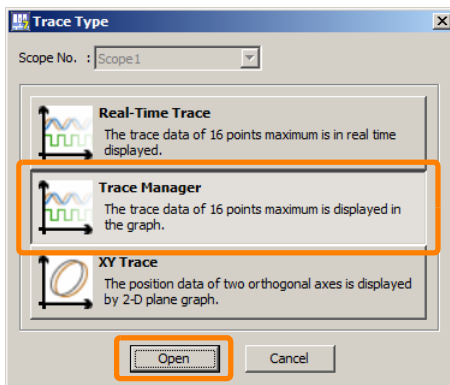 Trace Type
Scope No. : Scope1
Real-Time Trace
The trace data of 16 points maximum is in real time
displayed.
Trace Manager
The trace data of 16 points maximum is displayed in
the graph.
XY Trace
The position data of two orthogonal axes is displayed
by 2-D plane graph.
Open Cancel